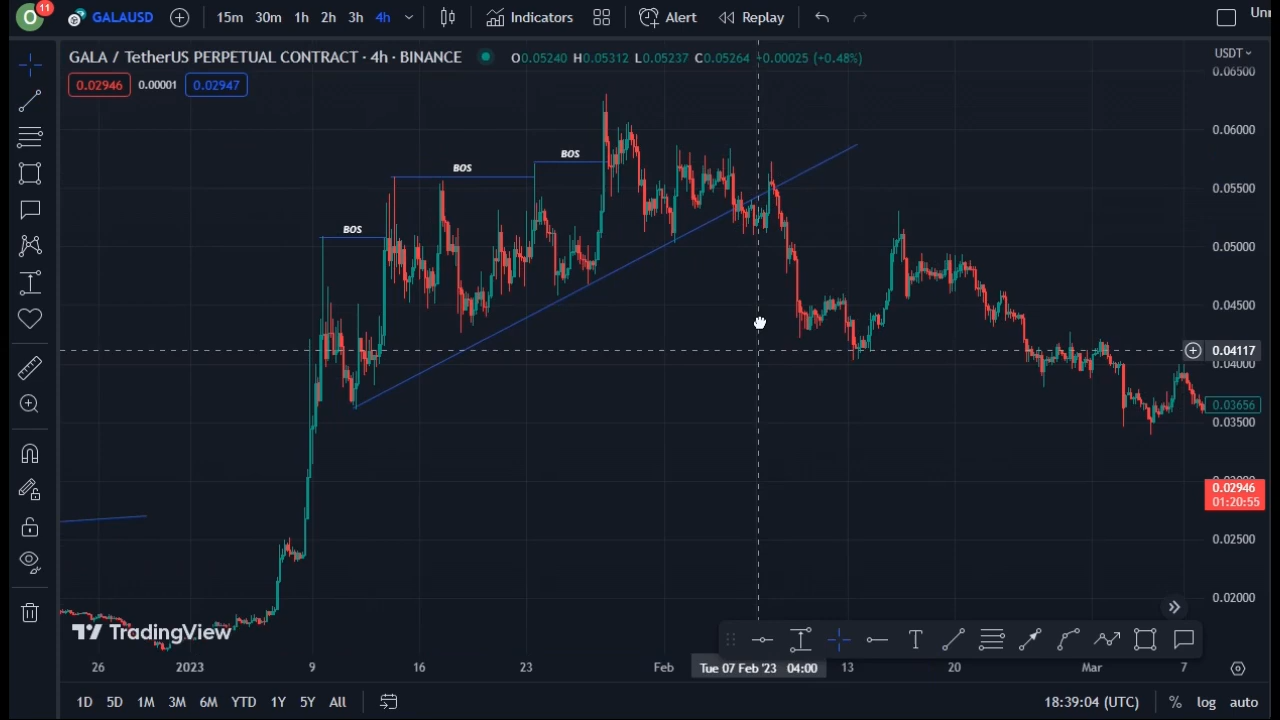 O 11 GALAUSD 15m 30m 1h 2h 3h 4h Indicators Alert Replay
GALA / TetherUS PERPETUAL CONTRACT · 4h · BINANCE O0.05240 H0.05312 L0.05237 C0.05264 −0.00025 (+0.48%) USDT
0.02946 0.00001 0.02947
0.06500
0.06000
BOS
BOS
0.05500
BOS
0.05000
0.04500
0.04117
0.04000
0.03656
0.03500
0.02946
01:20:55
0.02500
0.02000
TradingView
T
26 2023 9 16 23 Feb Tue 07 Feb '23 04:00 13 20 Mar 7
1D 5D 1M 3M 6M YTD 1Y 5Y All 18:39:04 (UTC) % log auto